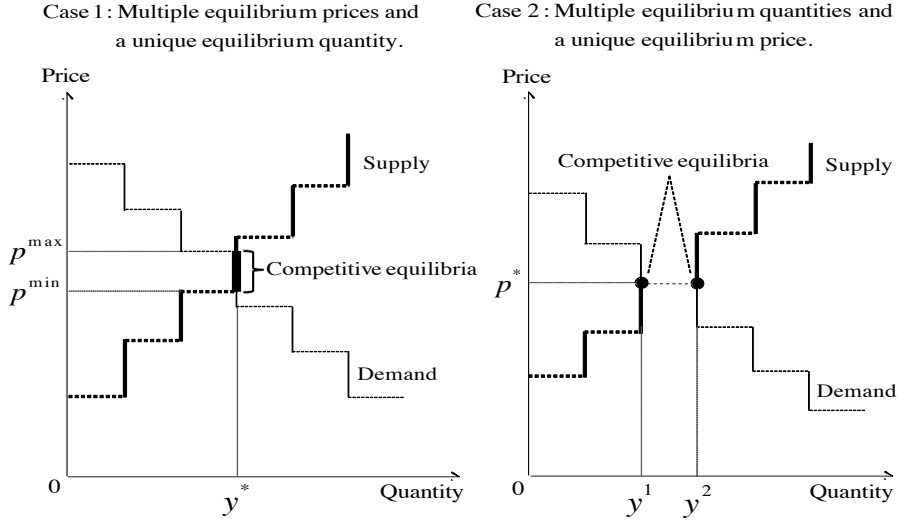 Case 1 : Multiple equilibrium prices and
a unique equilibrium quantity.
Price
Supply
p^max
Competitive equilibria
p^min
Demand
0
y^*
Quantity
Case 2 : Multiple equilibrium quantities and
a unique equilibrium price.
Price
Competitive equilibria
Supply
p^*
Demand
0
y^1
y^2
Quantity